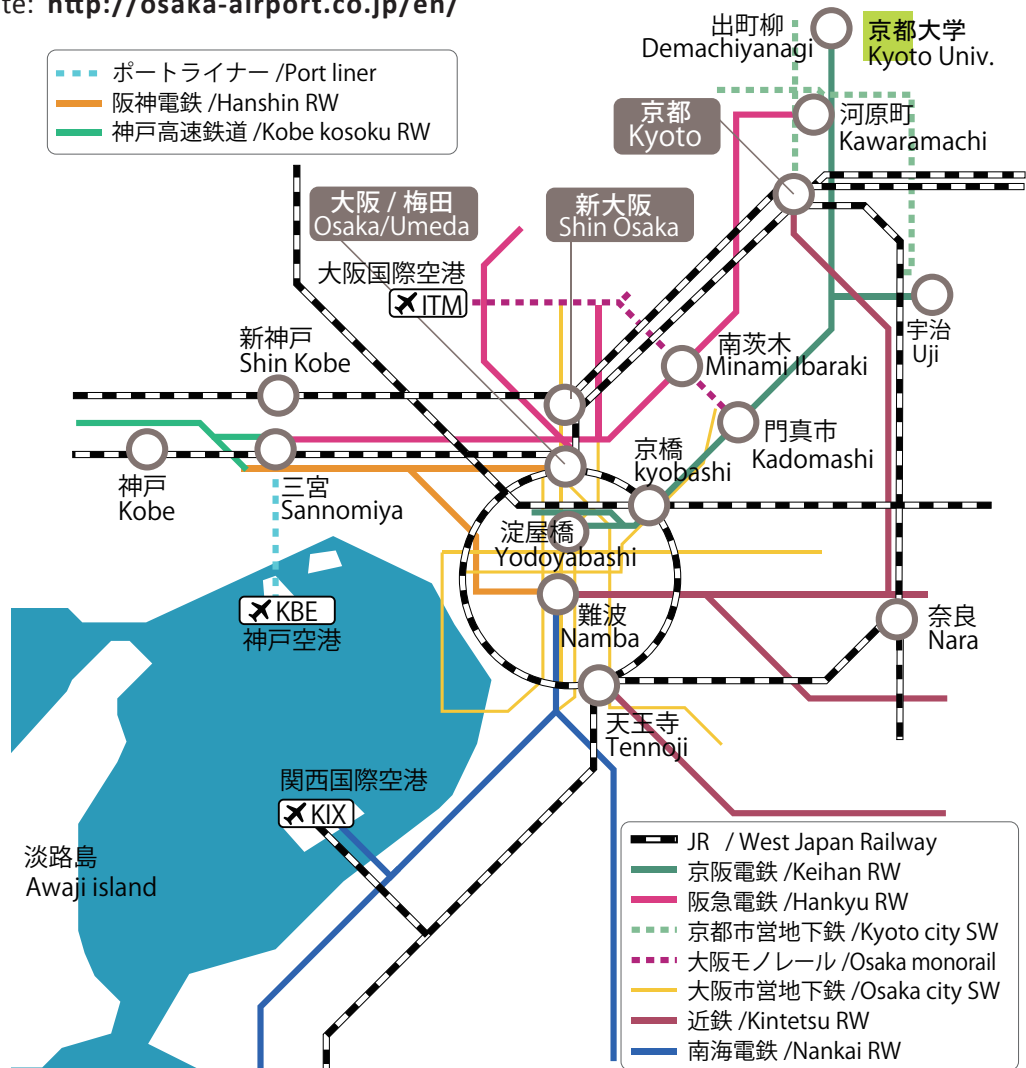 te: http://osaka-airport.co.jp/en/
ポートライナー /Port liner
阪神電鉄 /Hanshin RW
神戸高速鉄道 /Kobe kosoku RW
出町柳
Demachiyanagi
京都大学
Kyoto Univ.
京都
Kyoto
河原町
Kawaramachi
大阪 / 梅田
Osaka/Umeda
新大阪
Shin Osaka
大阪国際空港
ITM
宇治
Uji
新神戸
Shin Kobe
南茨木
Minami Ibaraki
門真市
Kadomashi
京橋
kyobashi
神戸
Kobe
三宮
Sannomiya
淀屋橋
Yodoyabashi
KBE
神戸空港
難波
Namba
奈良
Nara
天王寺
Tennoji
関西国際空港
KIX
淡路島
Awaji island
JR / West Japan Railway
京阪電鉄 /Keihan RW
阪急電鉄 /Hankyu RW
京都市営地下鉄 /Kyoto city SW
大阪モノレール /Osaka monorail
大阪市営地下鉄 /Osaka city SW
近鉄 /Kintetsu RW
南海電鉄 /Nankai RW